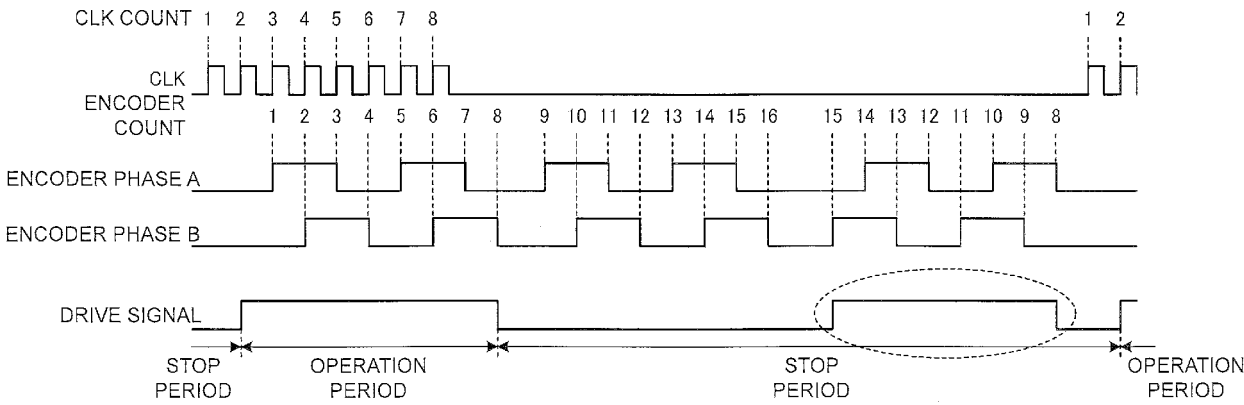 CLK COUNT 1 2 3 4 5 6 7 8 1 2
CLK
ENCODER
COUNT 1 2 3 4 5 6 7 8 9 10 11 12 13 14 15 16 15 14 13 12 11 10 9 8
ENCODER PHASE A
ENCODER PHASE B
DRIVE SIGNAL
STOP
PERIOD
OPERATION
PERIOD
STOP
PERIOD
OPERATION
PERIOD